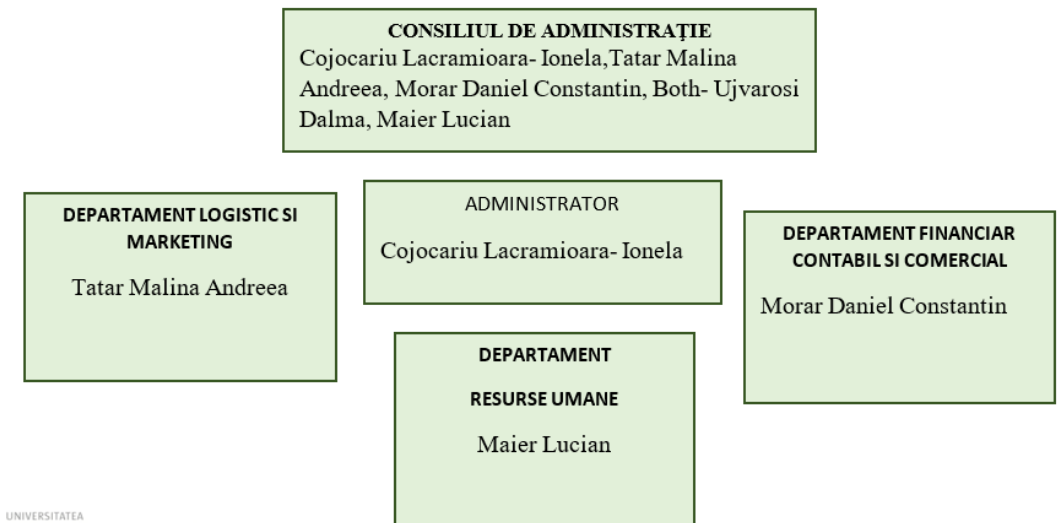 CONSILIUL DE ADMINISTRAŢIE
Cojocariu Lacramioara- Ionela,Tatar Malina
Andreea, Morar Daniel Constantin, Both- Ujvarosi
Dalma, Maier Lucian
DEPARTAMENT LOGISTIC SI
MARKETING
Tatar Malina Andreea
ADMINISTRATOR
Cojocariu Lacramioara- Ionela
DEPARTAMENT FINANCIAR
CONTABIL SI COMERCIAL
Morar Daniel Constantin
DEPARTAMENT
RESURSE UMANE
Maier Lucian
UNIVERSITATEA